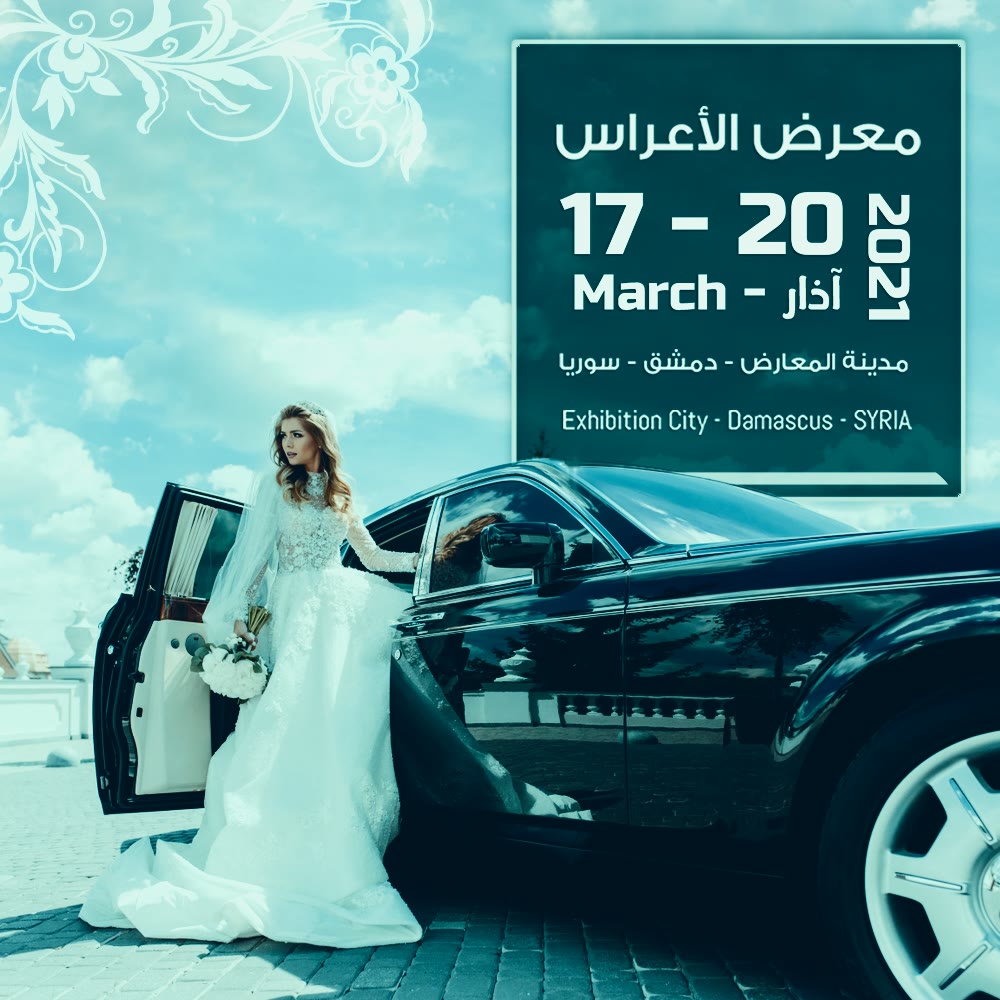 معرض الأعراس
17 - 20
March - آذار
2021
مدينة المعارض - دمشق - سوريا
Exhibition City - Damascus - SYRIA